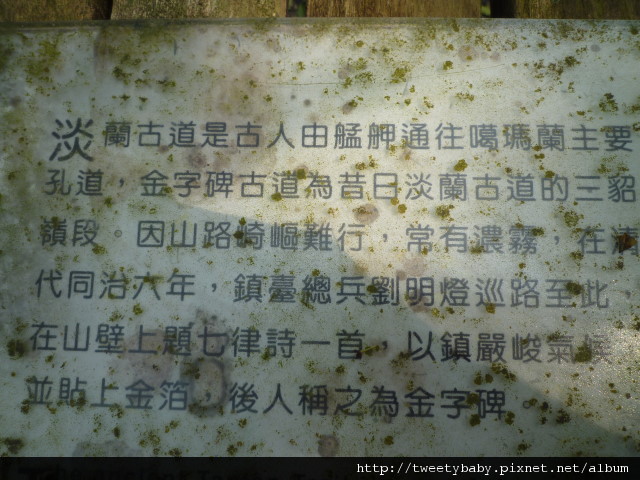 淡蘭古道是古人由艋舺通往噶瑪蘭主要
孔道，金字碑古道為昔日淡蘭古道的三貂
嶺段。因山路崎嶇難行，常有濃霧，在清
代同治六年，鎮臺總兵劉明燈巡路至此，
在山壁上題七律詩一首，以鎮嚴峻氣候，
並貼上金箔，後人稱之為金字碑。
http://tweetybaby.pixnet.net/album